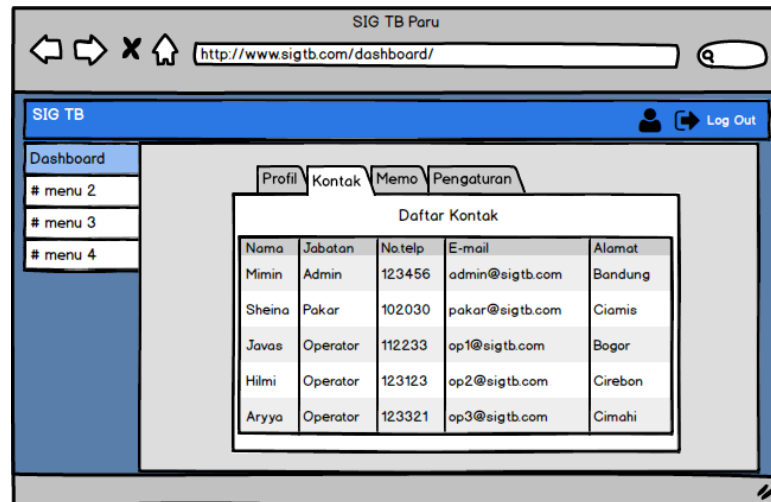 SIG TB Paru
http://www.sigtb.com/dashboard/
SIG TB
Log Out
Dashboard
# menu 2
# menu 3
# menu 4
Profil Kontak Memo Pengaturan
Daftar Kontak
Nama Jabatan No.telp E-mail Alamat
Mimin Admin 123456 admin@sigtb.com Bandung
Sheina Pakar 102030 pakar@sigtb.com Ciamis
Javas Operator 112233 op1@sigtb.com Bogor
Hilmi Operator 123123 op2@sigtb.com Cirebon
Aryya Operator 123321 op3@sigtb.com Cimahi